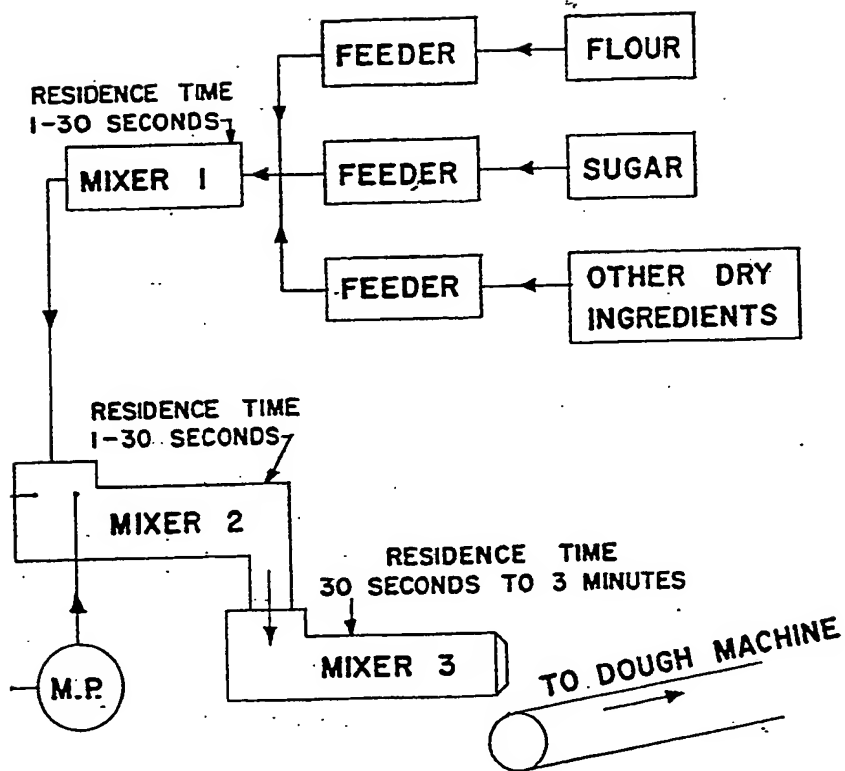 FEEDER
FLOUR
RESIDENCE TIME
1-30 SECONDS
MIXER 1
FEEDER
SUGAR
FEEDER
OTHER DRY
INGREDIENTS
RESIDENCE TIME
1-30 SECONDS
MIXER 2
RESIDENCE TIME
30 SECONDS TO 3 MINUTES
MIXER 3
M.P.
TO DOUGH MACHINE